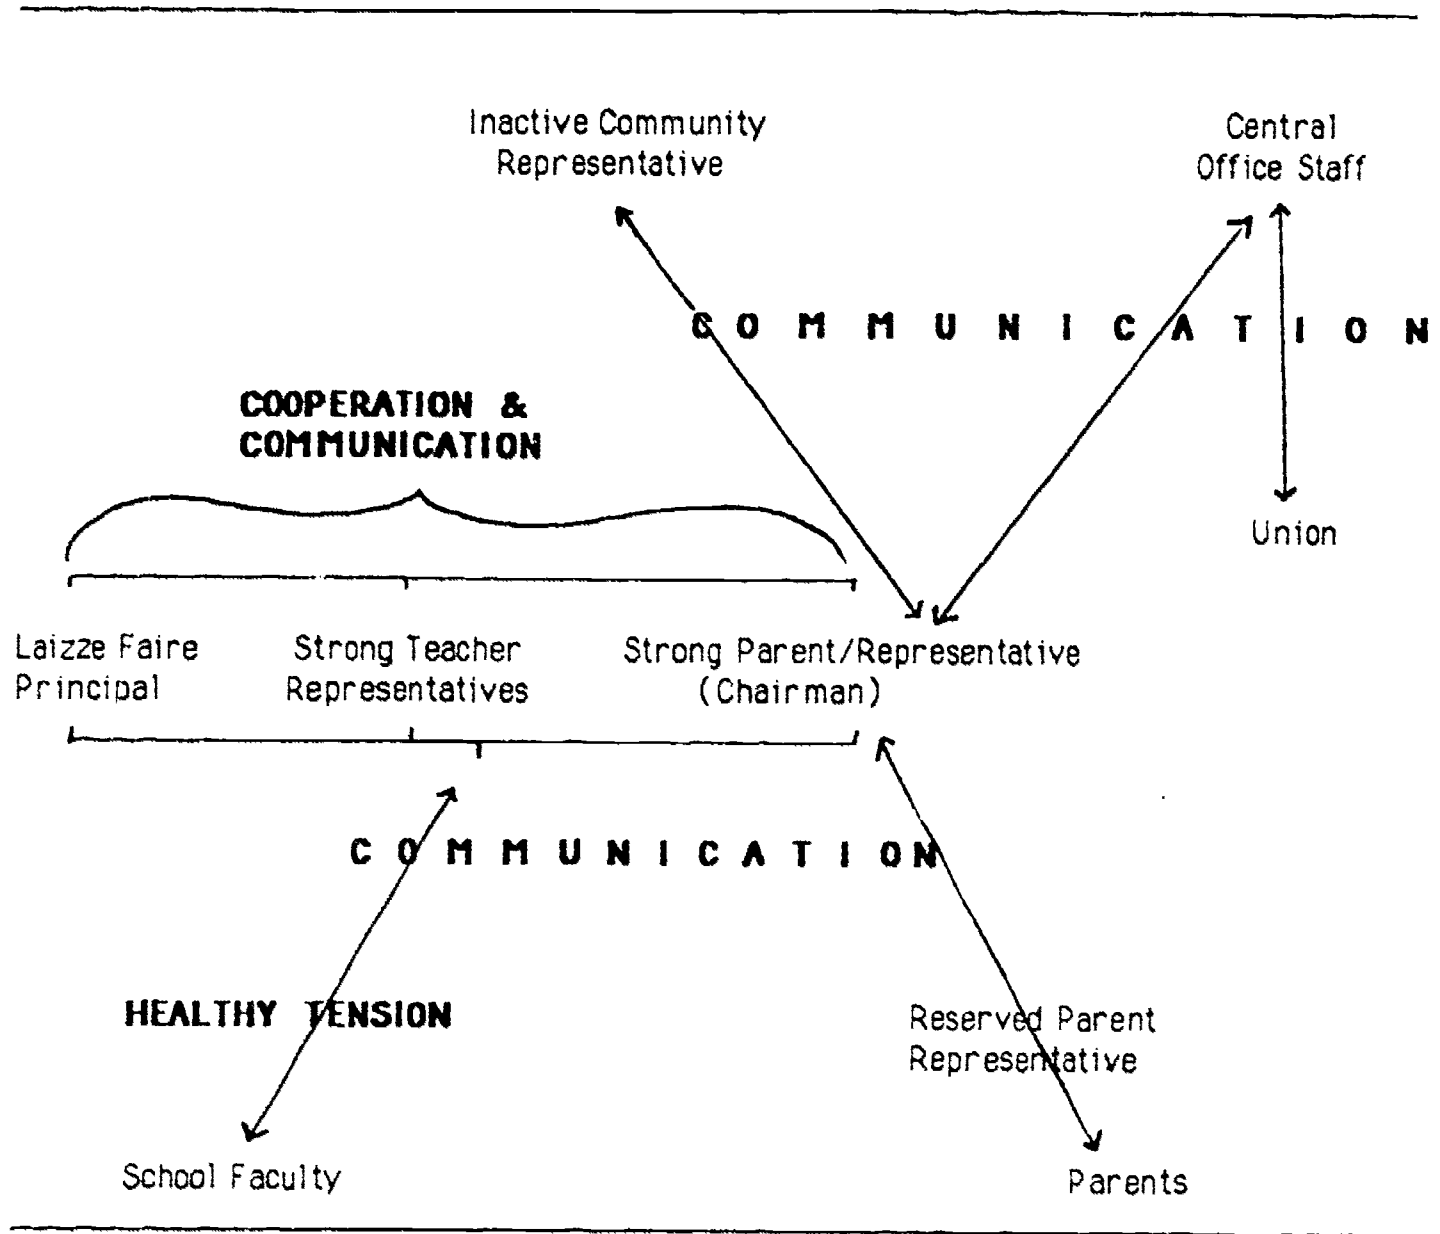 Inactive Community
Representative
Central
Office Staff
COMMUNICATION
COOPERATION &
COMMUNICATION
Union
Laizze Faire
Principal
Strong Teacher
Representatives
Strong Parent/Representative
(Chairman)
COMMUNICATION
HEALTHY TENSION
Reserved Parent
Representative
School Faculty
Parents